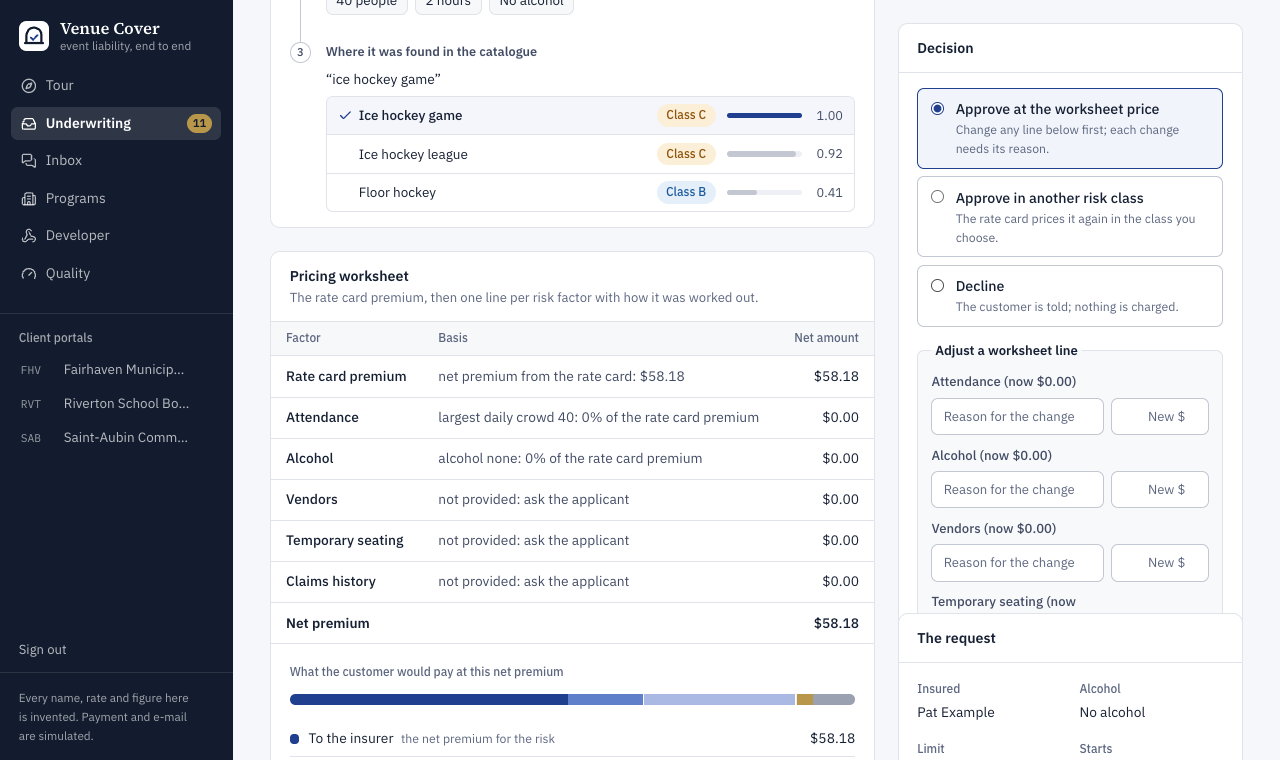 Venue Cover
event liability, end to end
Tour
Underwriting 11
Inbox
Programs
Developer
Quality
Client portals
FHV Fairhaven Municip...
RVT Riverton School Bo...
SAB Saint-Aubin Comm...
Sign out
Every name, rate and figure here
is invented. Payment and e-mail
are simulated.
40 people 2 hours No alcohol
3 Where it was found in the catalogue
“ice hockey game”
Ice hockey game Class C 1.00
Ice hockey league Class C 0.92
Floor hockey Class B 0.41
Pricing worksheet
The rate card premium, then one line per risk factor with how it was worked out.
Factor Basis Net amount
Rate card premium net premium from the rate card: $58.18 $58.18
Attendance largest daily crowd 40: 0% of the rate card premium $0.00
Alcohol alcohol none: 0% of the rate card premium $0.00
Vendors not provided: ask the applicant $0.00
Temporary seating not provided: ask the applicant $0.00
Claims history not provided: ask the applicant $0.00
Net premium $58.18
What the customer would pay at this net premium
To the insurer the net premium for the risk $58.18
Decision
Approve at the worksheet price
Change any line below first; each change
needs its reason.
Approve in another risk class
The rate card prices it again in the class you
choose.
Decline
The customer is told; nothing is charged.
Adjust a worksheet line
Attendance (now $0.00)
Reason for the change New $
Alcohol (now $0.00)
Reason for the change New $
Vendors (now $0.00)
Reason for the change New $
Temporary seating (now
The request
Insured Alcohol
Pat Example No alcohol
Limit Starts